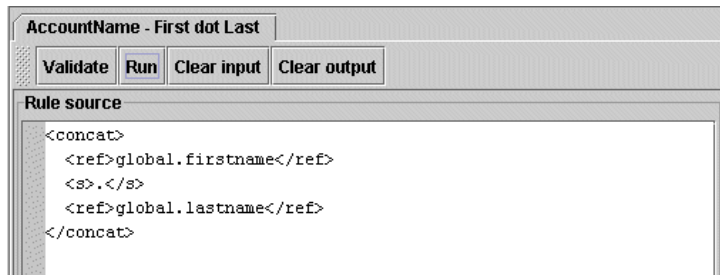 AccountName - First dot Last
Validate Run Clear input Clear output
Rule source
<concat>
<ref>global.firstname</ref>
<s>.</s>
<ref>global.lastname</ref>
</concat>